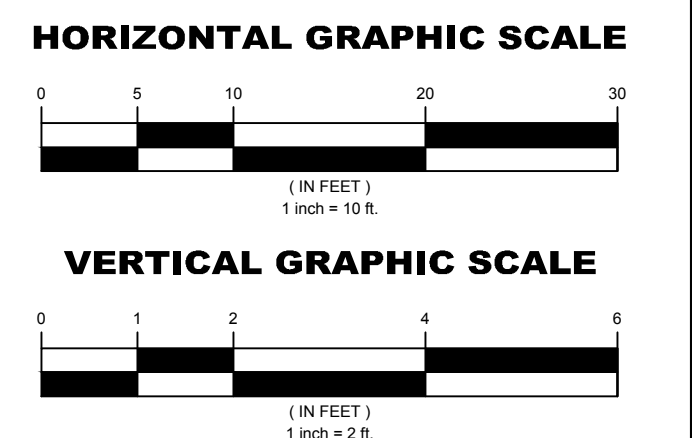 HORIZONTAL GRAPHIC SCALE
0 5 10 20 30
( IN FEET )
1 inch = 10 ft.
VERTICAL GRAPHIC SCALE
0 1 2 4 6
( IN FEET )
1 inch = 2 ft.